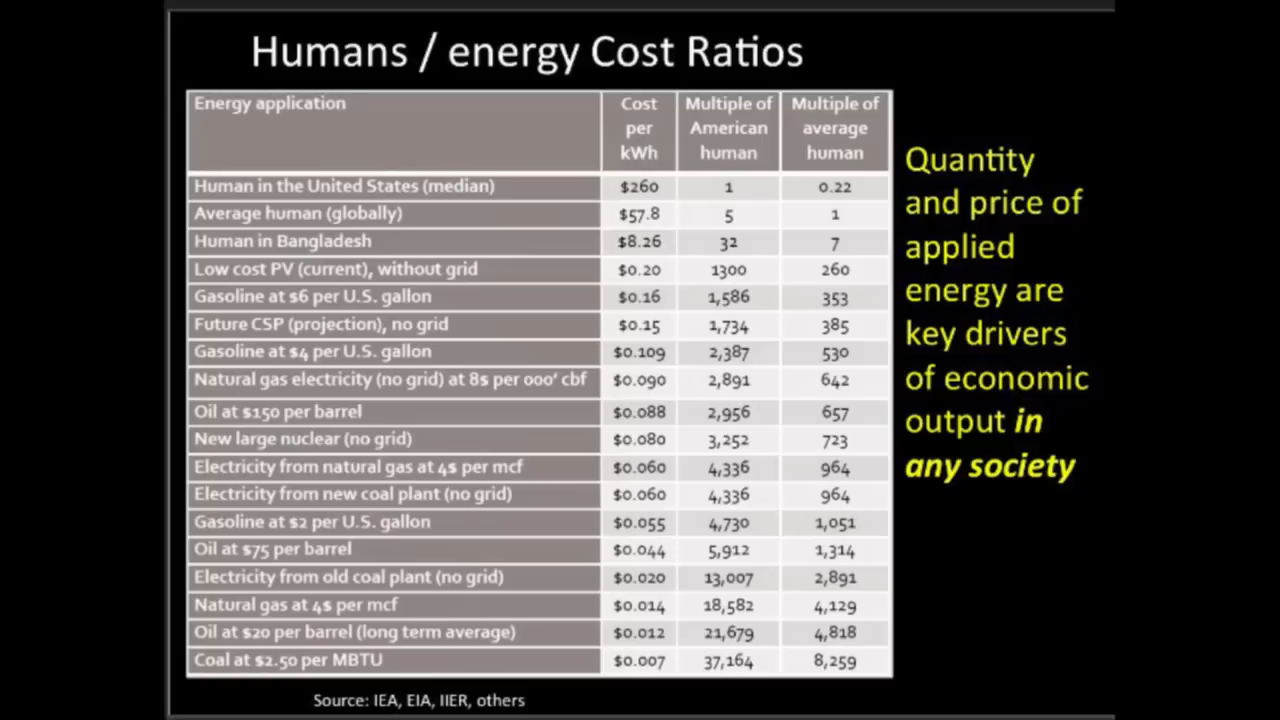 Humans / energy Cost Ratios
Energy application Cost per kWh Multiple of American human Multiple of average human
Human in the United States (median) $260 1 0.22
Average human (globally) $57.8 5 1
Human in Bangladesh $8.26 32 7
Low cost PV (current), without grid $0.20 1300 260
Gasoline at $6 per U.S. gallon $0.16 1,586 353
Future CSP (projection), no grid $0.15 1,734 385
Gasoline at $4 per U.S. gallon $0.109 2,387 530
Natural gas electricity (no grid) at 8$ per 000' cbf $0.090 2,891 642
Oil at $150 per barrel $0.088 2,956 657
New large nuclear (no grid) $0.080 3,252 723
Electricity from natural gas at 4$ per mcf $0.060 4,336 964
Electricity from new coal plant (no grid) $0.060 4,336 964
Gasoline at $2 per U.S. gallon $0.055 4,730 1,051
Oil at $75 per barrel $0.044 5,912 1,314
Electricity from old coal plant (no grid) $0.020 13,007 2,891
Natural gas at 4$ per mcf $0.014 18,582 4,129
Oil at $20 per barrel (long term average) $0.012 21,679 4,818
Coal at $2.50 per MBTU $0.007 37,164 8,259
Quantity
and price of
applied
energy are
key drivers
of economic
output in
any society
Source: IEA, EIA, IIER, others